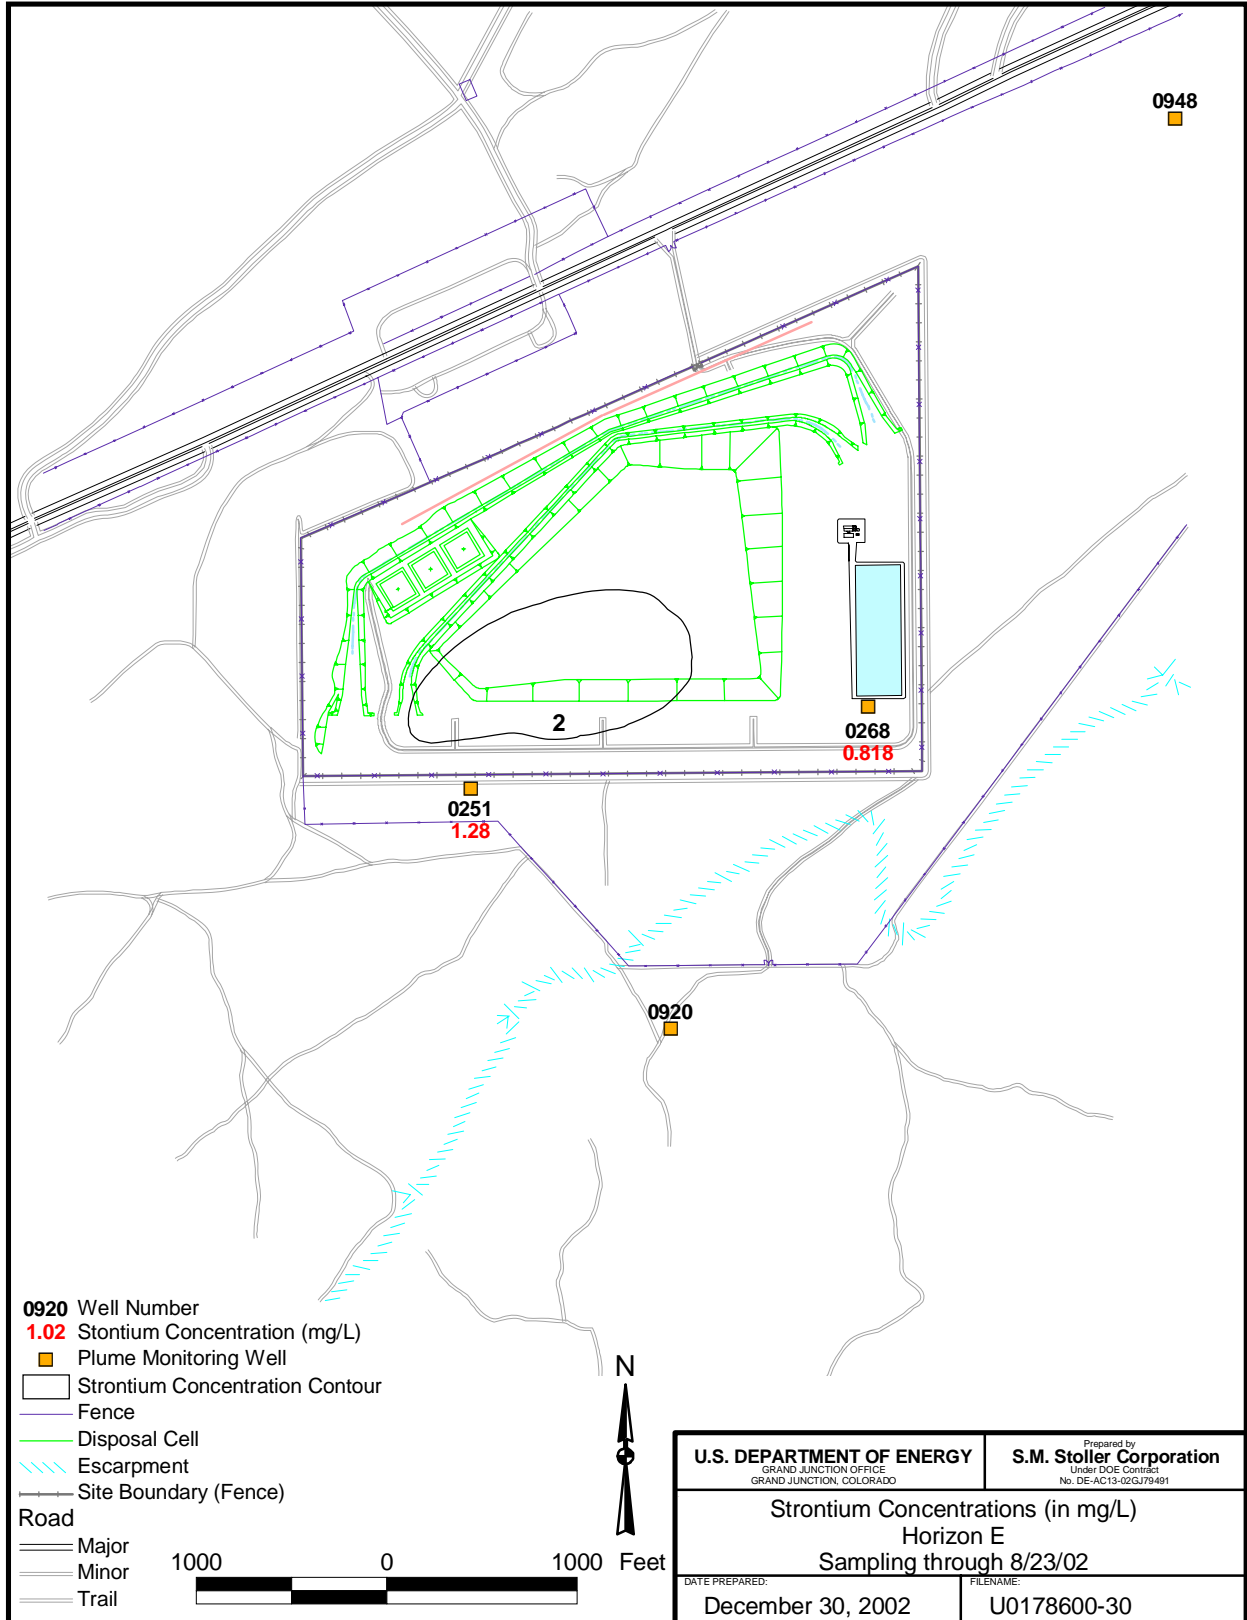 0948
2
0268
0.818
0251
1.28
0920
0920 Well Number
1.02 Stontium Concentration (mg/L)
Plume Monitoring Well
Strontium Concentration Contour
Fence
Disposal Cell
Escarpment
Site Boundary (Fence)
Road
Major
Minor
Trail
1000 0 1000 Feet
N
U.S. DEPARTMENT OF ENERGY
GRAND JUNCTION OFFICE
GRAND JUNCTION, COLORADO
Prepared by
S.M. Stoller Corporation
Under DOE Contract
No. DE-AC13-02GJ79491
Strontium Concentrations (in mg/L)
Horizon E
Sampling through 8/23/02
DATE PREPARED:
December 30, 2002
FILENAME:
U0178600-30